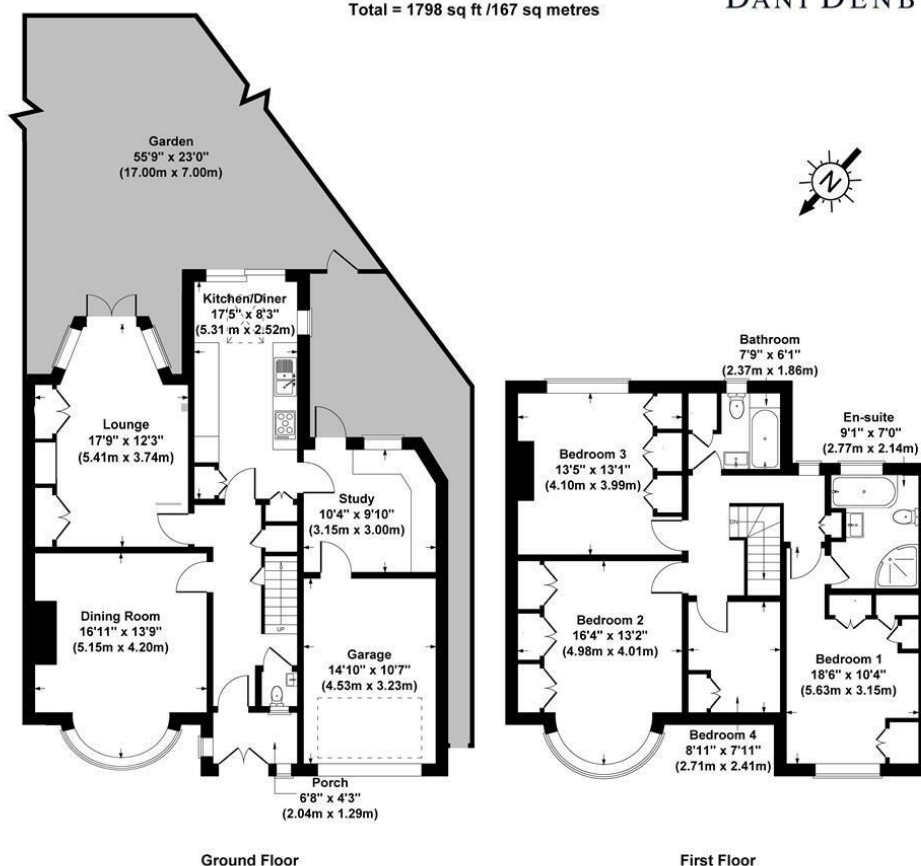 Total = 1798 sq ft /167 sq metres
DANI DENB
Garden
55'9" x 23'0"
(17.00m x 7.00m)
N
Kitchen/Diner
17'5" x 8'3"
(5.31 m x 2.52m)
Lounge
17'9" x 12'3"
(5.41m x 3.74m)
Study
10'4" x 9'10"
(3.15m x 3.00m)
Dining Room
16'11" x 13'9"
(5.15m x 4.20m)
UP
Garage
14'10" x 10'7"
(4.53m x 3.23m)
Porch
6'8" x 4'3"
(2.04m x 1.29m)
Ground Floor
Bathroom
7'9" x 6'1"
(2.37m x 1.86m)
En-suite
9'1" x 7'0"
(2.77m x 2.14m)
Bedroom 3
13'5" x 13'1"
(4.10m x 3.99m)
DN
Bedroom 2
16'4" x 13'2"
(4.98m x 4.01m)
Bedroom 1
18'6" x 10'4"
(5.63m x 3.15m)
Bedroom 4
8'11" x 7'11"
(2.71m x 2.41m)
First Floor